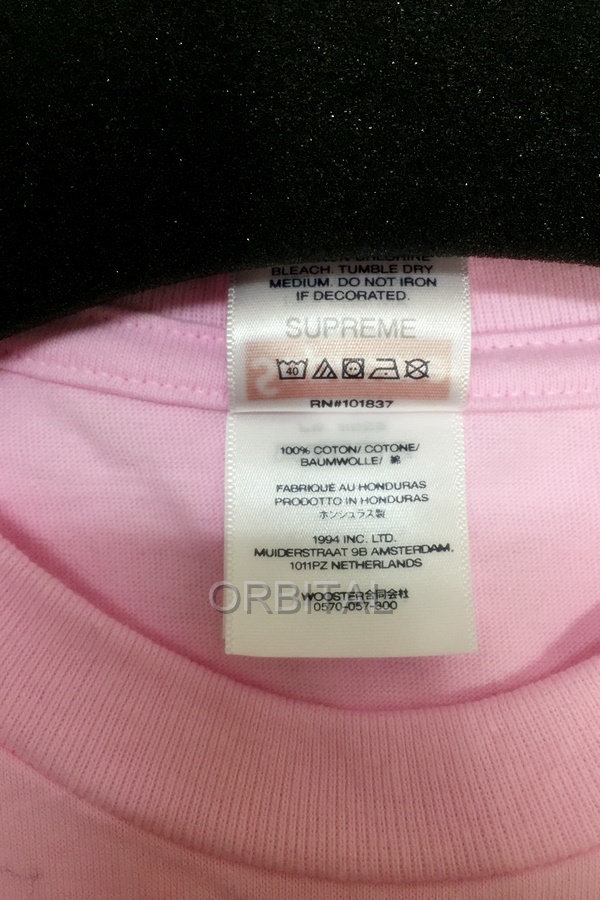 BLEACH. TUMBLE DRY
MEDIUM. DO NOT IRON
IF DECORATED.
SUPREME
40
RN#101837
100% COTON/ COTONE/
BAUMWOLLE/ 綿
FABRIQUÉ AU HONDURAS
PRODOTTO IN HONDURAS
ホンジュラス製
1994 INC. LTD.
MUIDERSTRAAT 9B AMSTERDAM.
1011PZ NETHERLANDS
ORBITAL
WOOSTER合同会社
0570-057-300